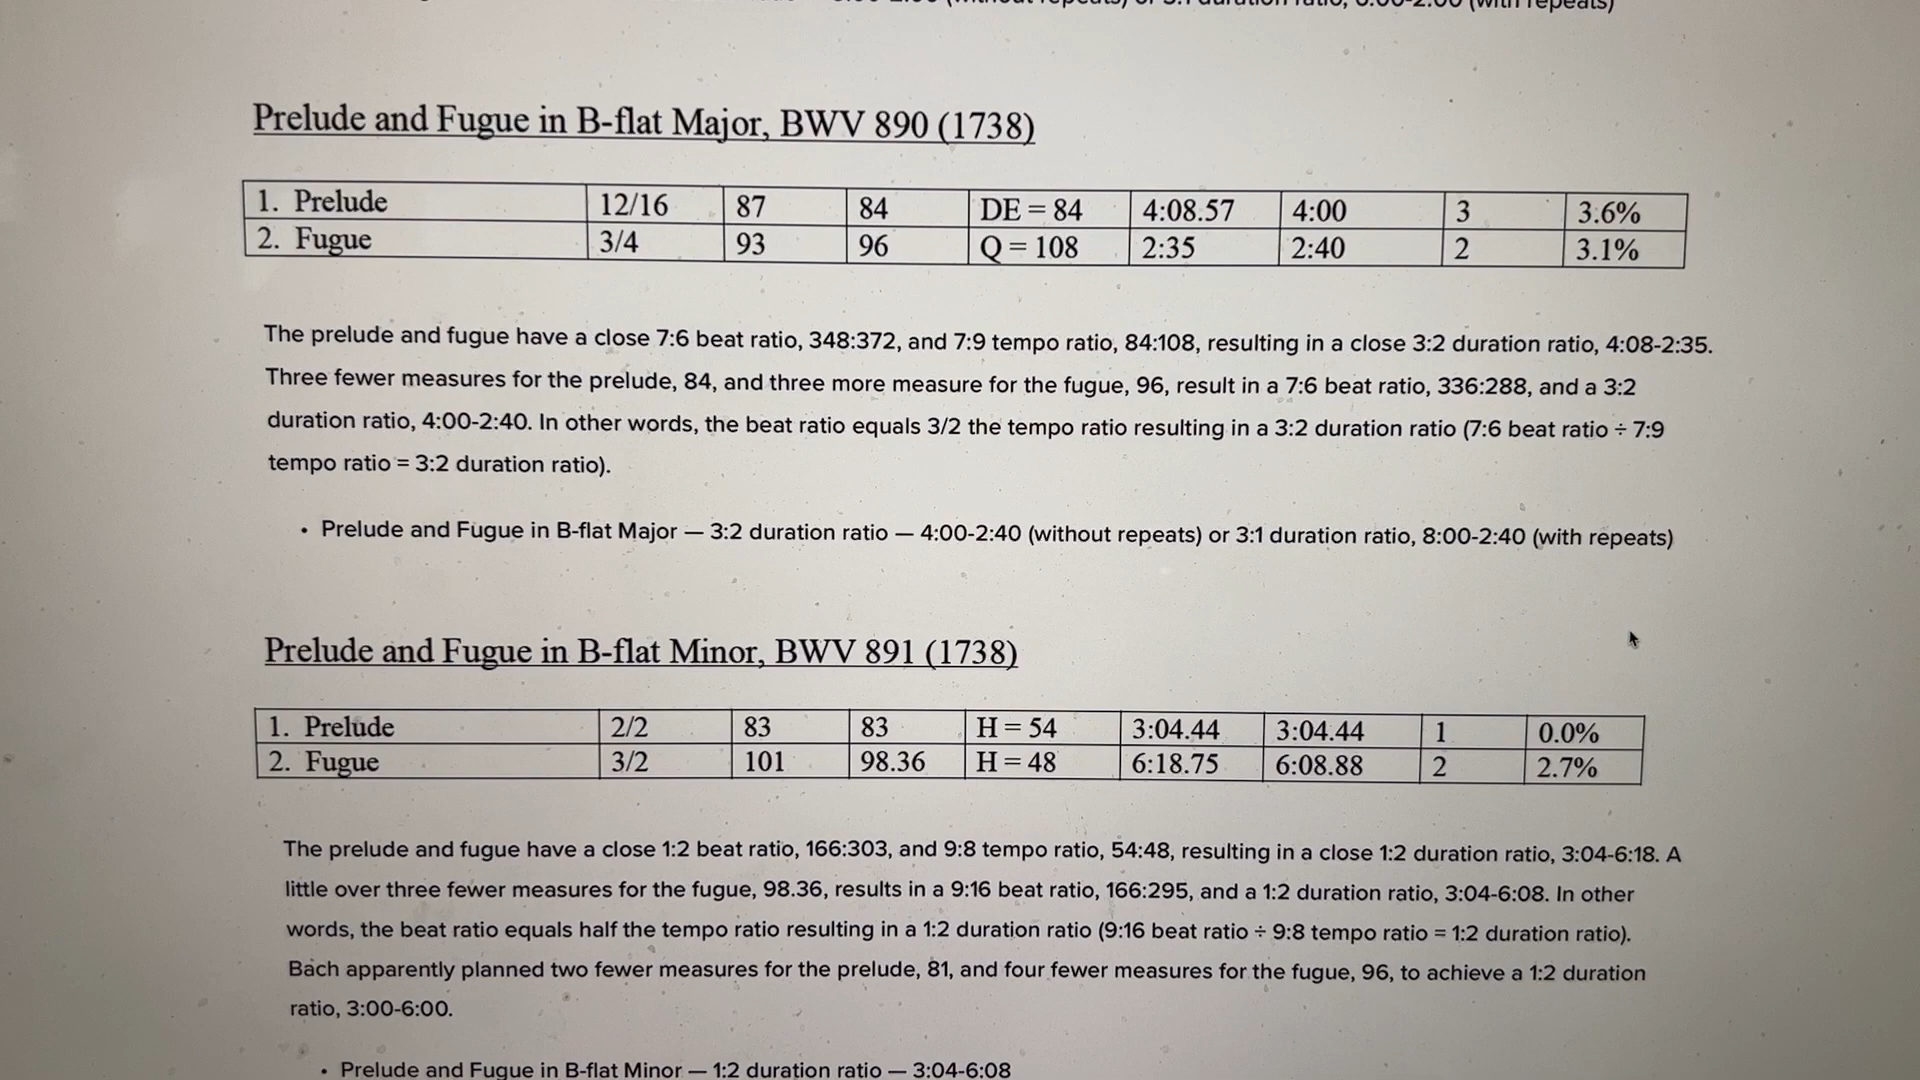 (without repeats) or 3:1 duration ratio, 6:00-2:00 (with repeats)
Prelude and Fugue in B-flat Major, BWV 890 (1738)
1. Prelude 12/16 87 84 DE = 84 4:08.57 4:00 3 3.6%
2. Fugue 3/4 93 96 Q = 108 2:35 2:40 2 3.1%
The prelude and fugue have a close 7:6 beat ratio, 348:372, and 7:9 tempo ratio, 84:108, resulting in a close 3:2 duration ratio, 4:08-2:35.
Three fewer measures for the prelude, 84, and three more measure for the fugue, 96, result in a 7:6 beat ratio, 336:288, and a 3:2
duration ratio, 4:00-2:40. In other words, the beat ratio equals 3/2 the tempo ratio resulting in a 3:2 duration ratio (7:6 beat ratio ÷ 7:9
tempo ratio = 3:2 duration ratio).
• Prelude and Fugue in B-flat Major — 3:2 duration ratio — 4:00-2:40 (without repeats) or 3:1 duration ratio, 8:00-2:40 (with repeats)
Prelude and Fugue in B-flat Minor, BWV 891 (1738)
1. Prelude 2/2 83 83 H = 54 3:04.44 3:04.44 1 0.0%
2. Fugue 3/2 101 98.36 H = 48 6:18.75 6:08.88 2 2.7%
The prelude and fugue have a close 1:2 beat ratio, 166:303, and 9:8 tempo ratio, 54:48, resulting in a close 1:2 duration ratio, 3:04-6:18. A
little over three fewer measures for the fugue, 98.36, results in a 9:16 beat ratio, 166:295, and a 1:2 duration ratio, 3:04-6:08. In other
words, the beat ratio equals half the tempo ratio resulting in a 1:2 duration ratio (9:16 beat ratio ÷ 9:8 tempo ratio = 1:2 duration ratio).
Bach apparently planned two fewer measures for the prelude, 81, and four fewer measures for the fugue, 96, to achieve a 1:2 duration
ratio, 3:00-6:00.
• Prelude and Fugue in B-flat Minor — 1:2 duration ratio — 3:04-6:08